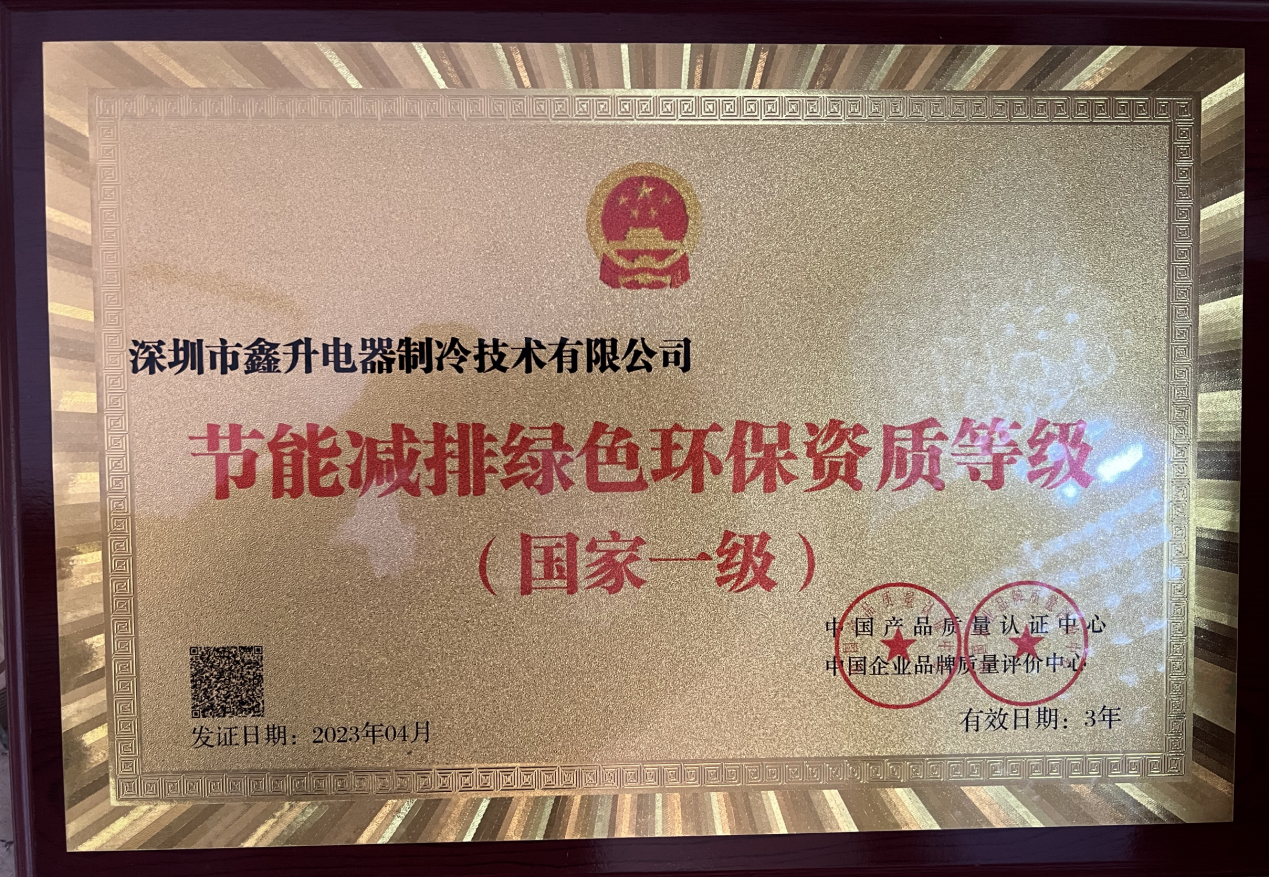 深圳市鑫升电器制冷技术有限公司
节能减排绿色环保资质等级
（国家一级）
中国产品质量认证中心
中国企业品牌质量评价中心
发证日期：2023年04月
有效日期：3年